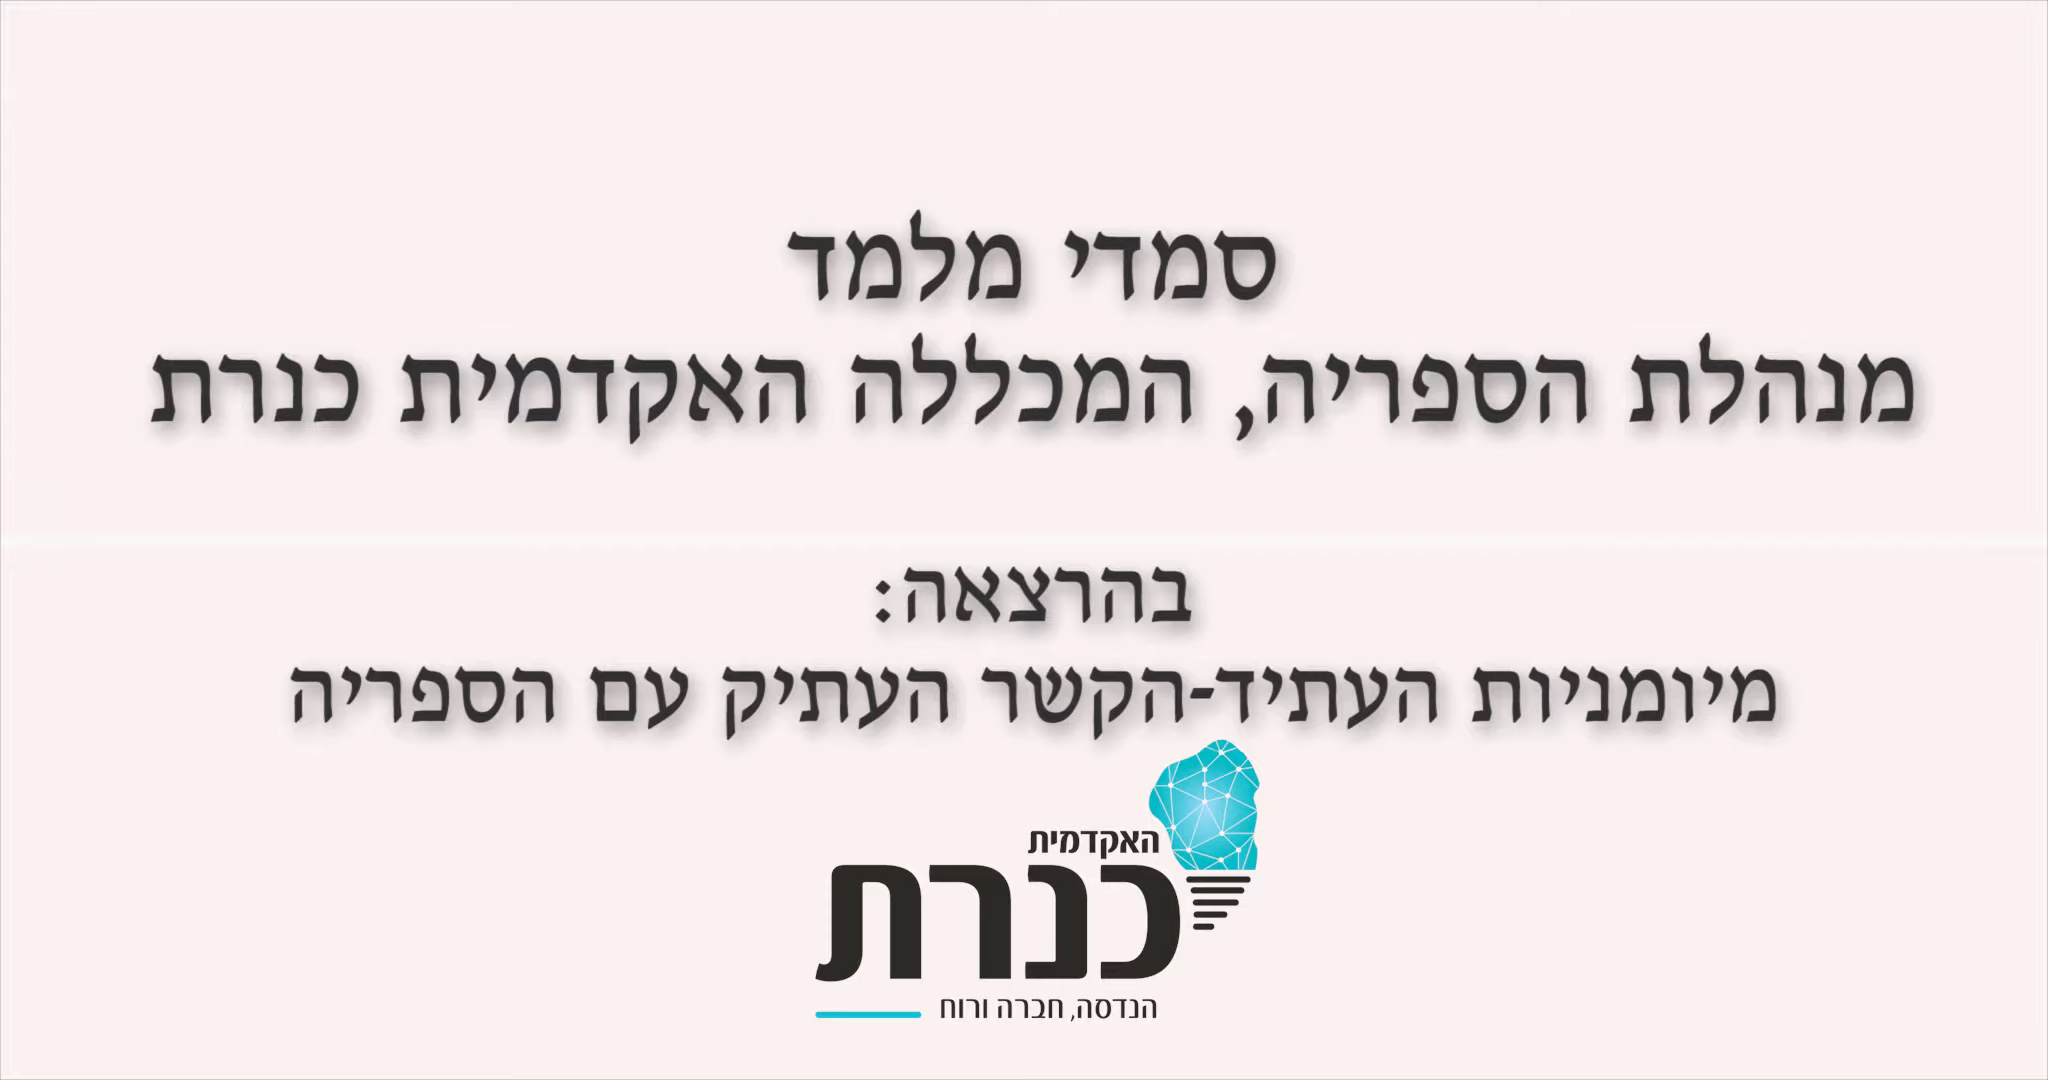 סמדי מלמד
מנהלת הספריה, המכללה האקדמית כנרת
בהרצאה:
מיומניות העתיד-הקשר העתיק עם הספריה
האקדמית
כנרת
הנדסה, חברה ורוח